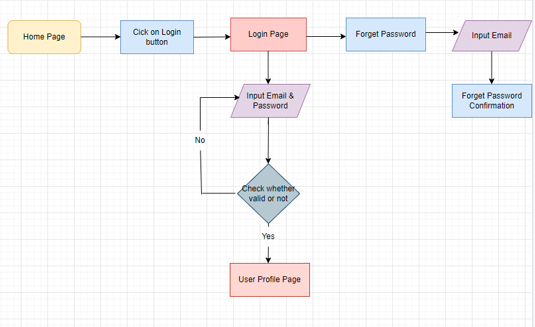 Home Page
Cick on Login
button
Login Page
Forget Password
Input Email
Input Email &
Password
Forget Password
Confirmation
No
Check whether
valid or not
Yes
User Profile Page